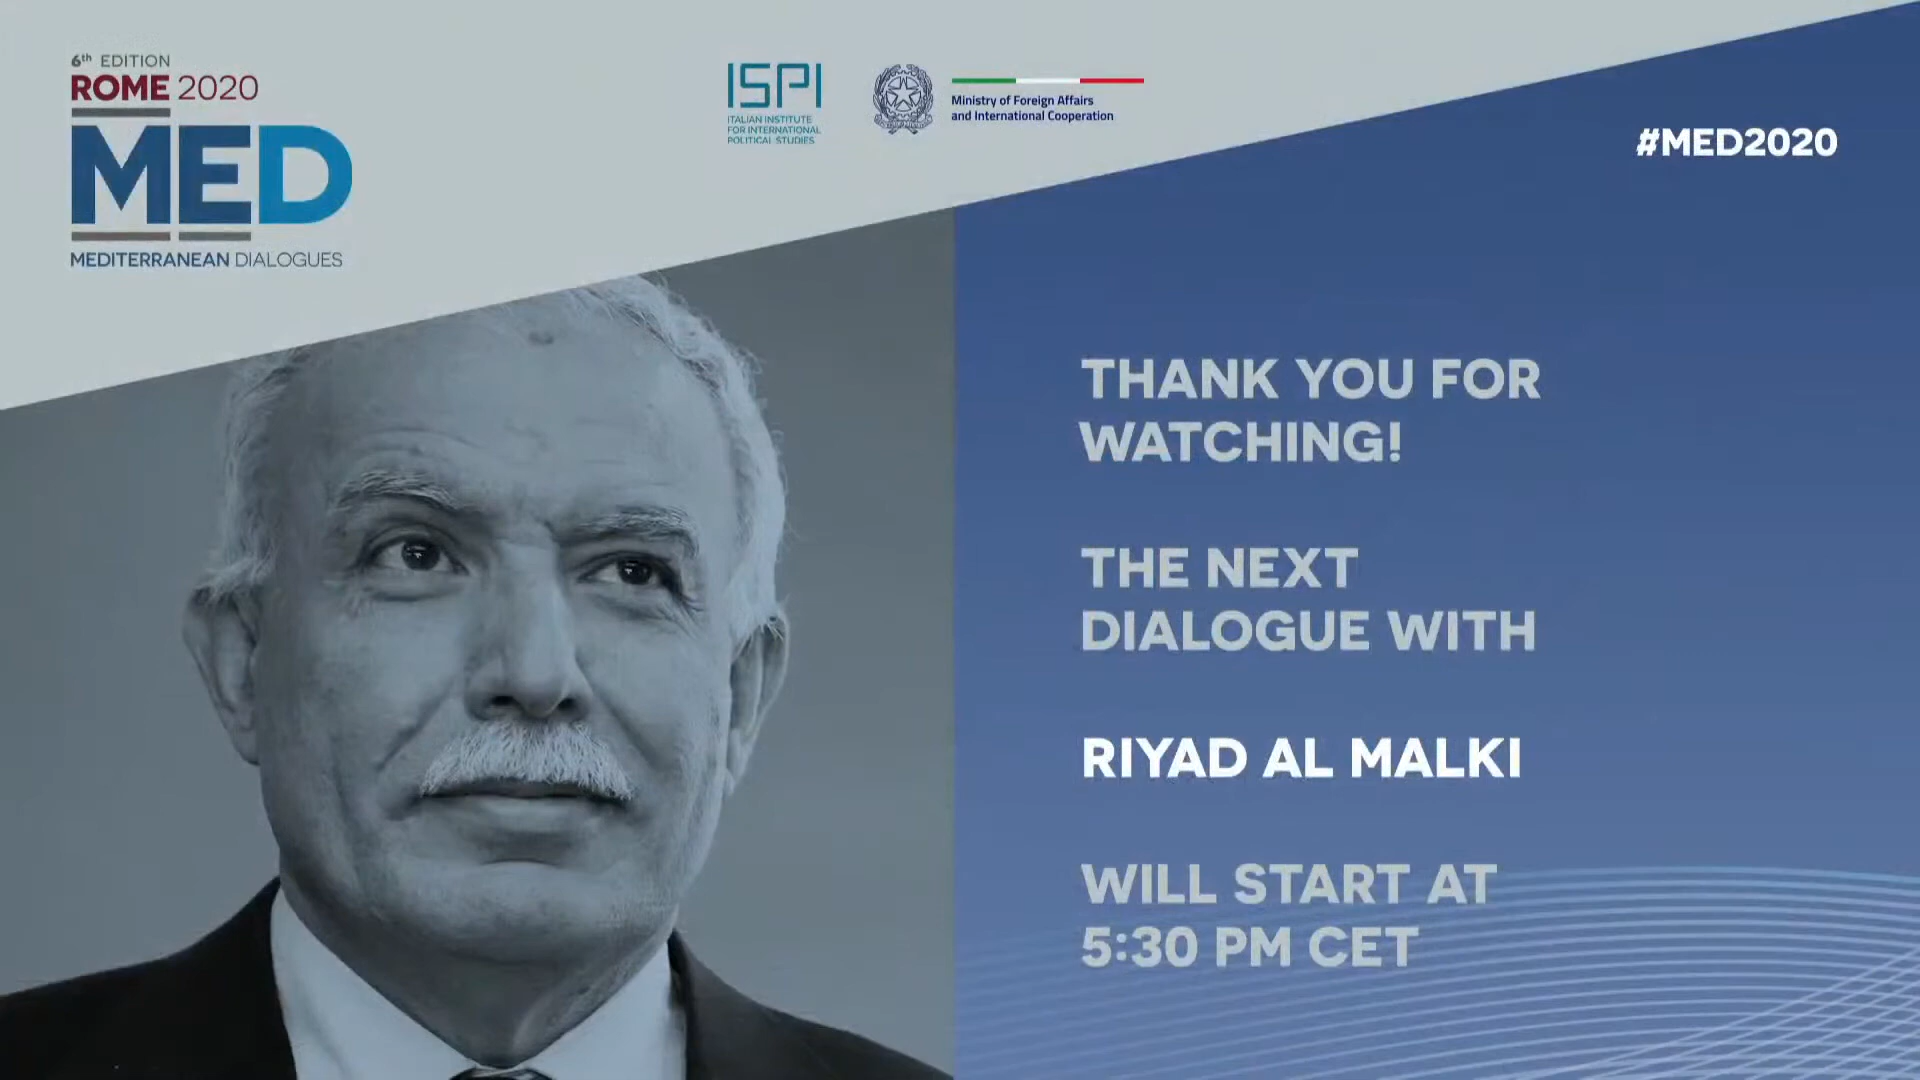 6th EDITION
ROME 2020
MED
MEDITERRANEAN DIALOGUES
ISPI
ITALIAN INSTITUTE
FOR INTERNATIONAL
POLITICAL STUDIES
Ministry of Foreign Affairs
and International Cooperation
#MED2020
THANK YOU FOR
WATCHING!
THE NEXT
DIALOGUE WITH
RIYAD AL MALKI
WILL START AT
5:30 PM CET